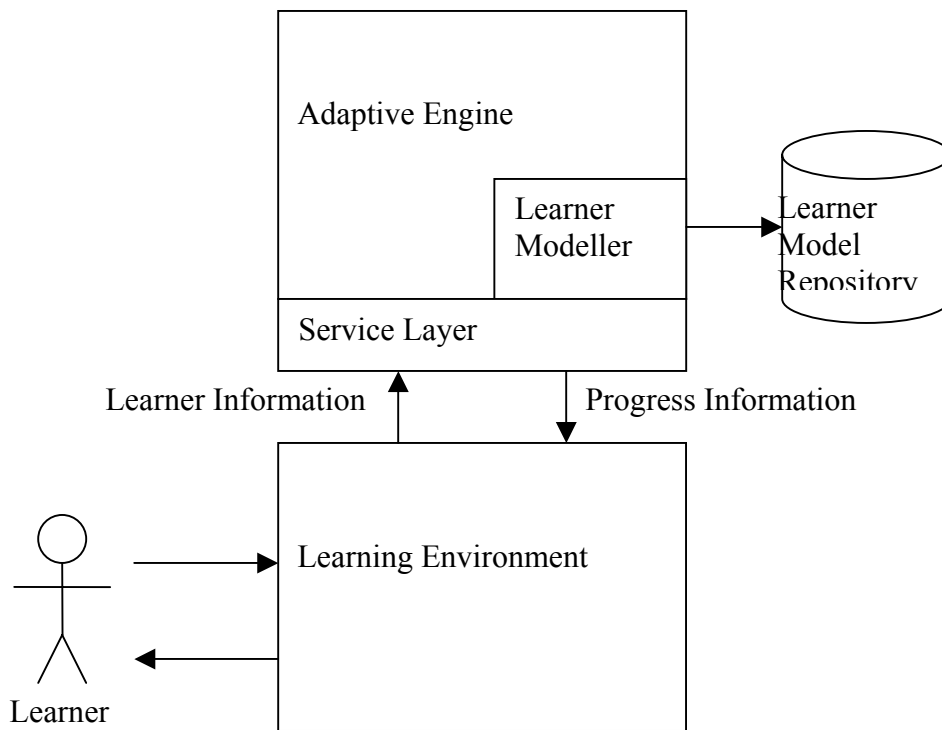 Adaptive Engine
Learner
Modeller
Learner
Model
Repository
Service Layer
Learner Information
Progress Information
Learning Environment
Learner